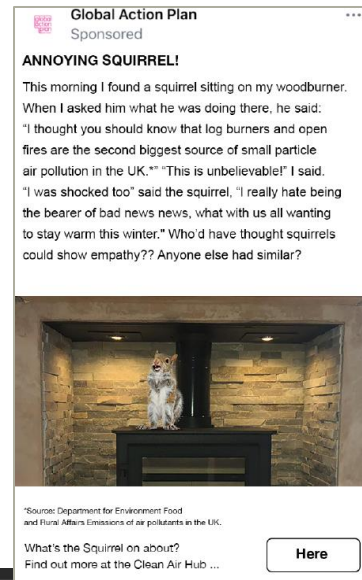 Global Action Plan
Sponsored
ANNOYING SQUIRREL!
This morning I found a squirrel sitting on my woodburner.
When I asked him what he was doing there, he said:
“I thought you should know that log burners and open
fires are the second biggest source of small particle
air pollution in the UK.*” “This is unbelievable!” I said.
“I was shocked too” said the squirrel, “I really hate being
the bearer of bad news news, what with us all wanting
to stay warm this winter.” Who’d have thought squirrels
could show empathy?? Anyone else had similar?
*Source: Department for Environment Food
and Rural Affairs Emissions of air pollutants in the UK.
What’s the Squirrel on about?
Find out more at the Clean Air Hub ...
Here